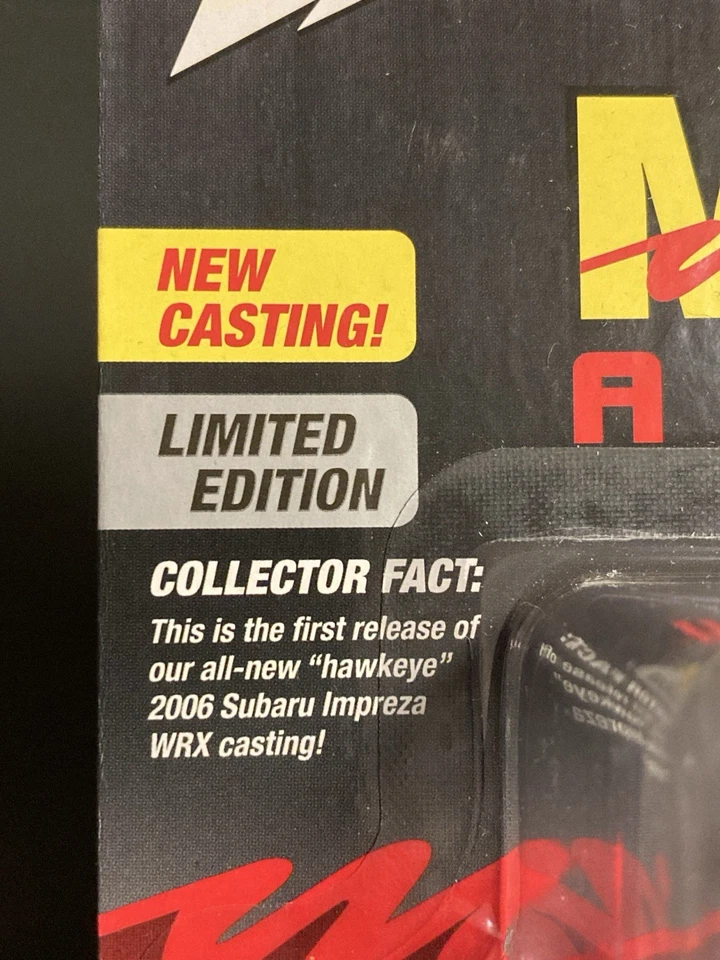 M
A
NEW
CASTING!
LIMITED
EDITION
COLLECTOR FACT:
This is the first release of
our all-new “hawkeye”
2006 Subaru Impreza
WRX casting!